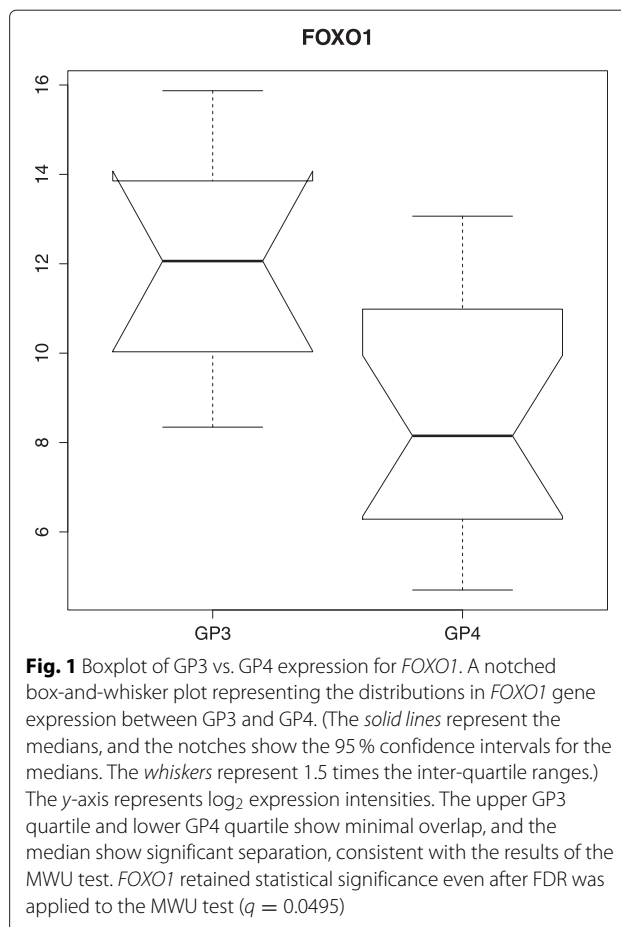 FOXO1
16
14
12
10
8
6
GP3 GP4
Fig. 1 Boxplot of GP3 vs. GP4 expression for FOXO1. A notched
box-and-whisker plot representing the distributions in FOXO1 gene
expression between GP3 and GP4. (The solid lines represent the
medians, and the notches show the 95 % confidence intervals for the
medians. The whiskers represent 1.5 times the inter-quartile ranges.)
The y-axis represents log₂ expression intensities. The upper GP3
quartile and lower GP4 quartile show minimal overlap, and the
median show significant separation, consistent with the results of the
MWU test. FOXO1 retained statistical significance even after FDR was
applied to the MWU test (q = 0.0495)